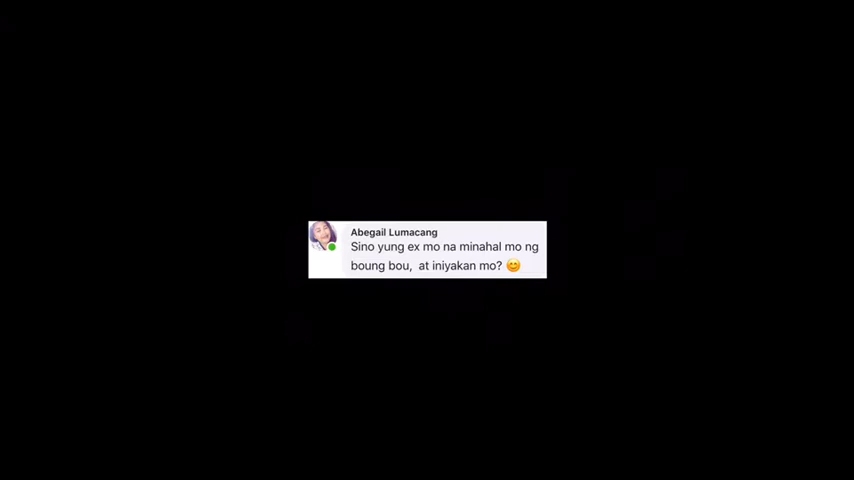 Abegail Lumacang
Sino yung ex mo na minahal mo ng
boung bou, at iniyakan mo? 😊